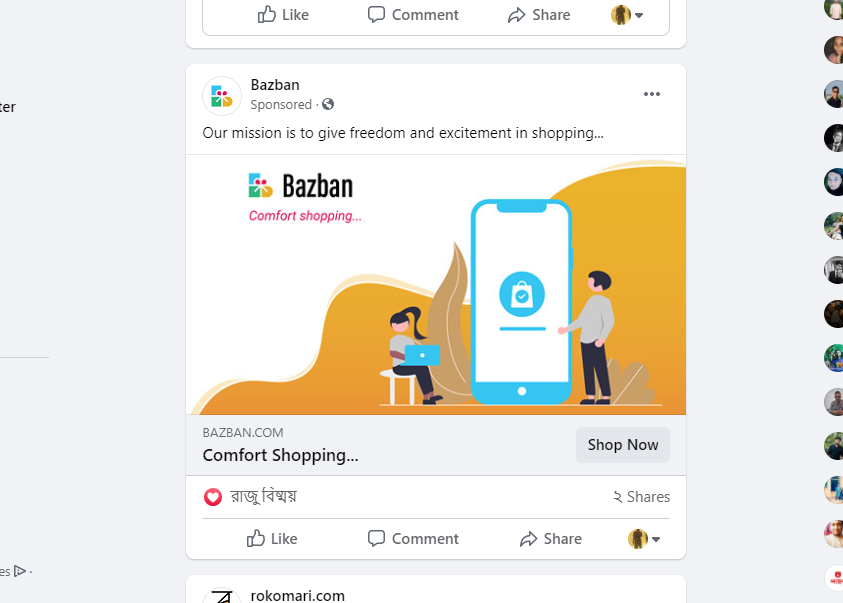 Like Comment Share
ter
Bazban
Sponsored ·
Our mission is to give freedom and excitement in shopping...
Bazban
Comfort shopping...
BAZBAN.COM
Comfort Shopping...
Shop Now
রাজু বিষ্ময় ২ Shares
Like Comment Share
es ·
rokomari.com